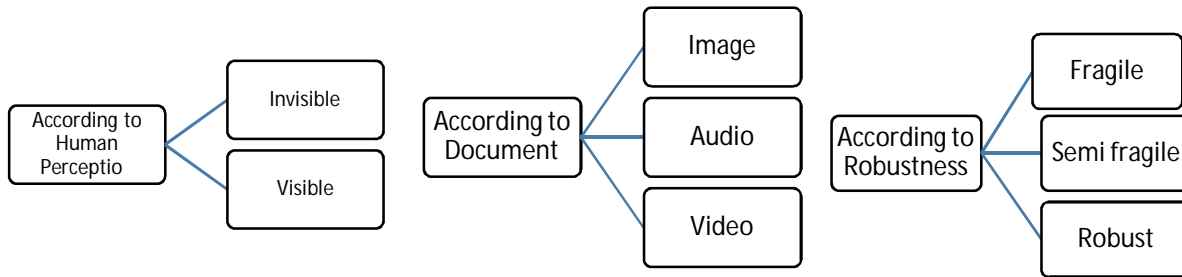 According to
Human
Perceptio
Invisible
Visible
According to
Document
Image
Audio
Video
According to
Robustness
Fragile
Semi fragile
Robust